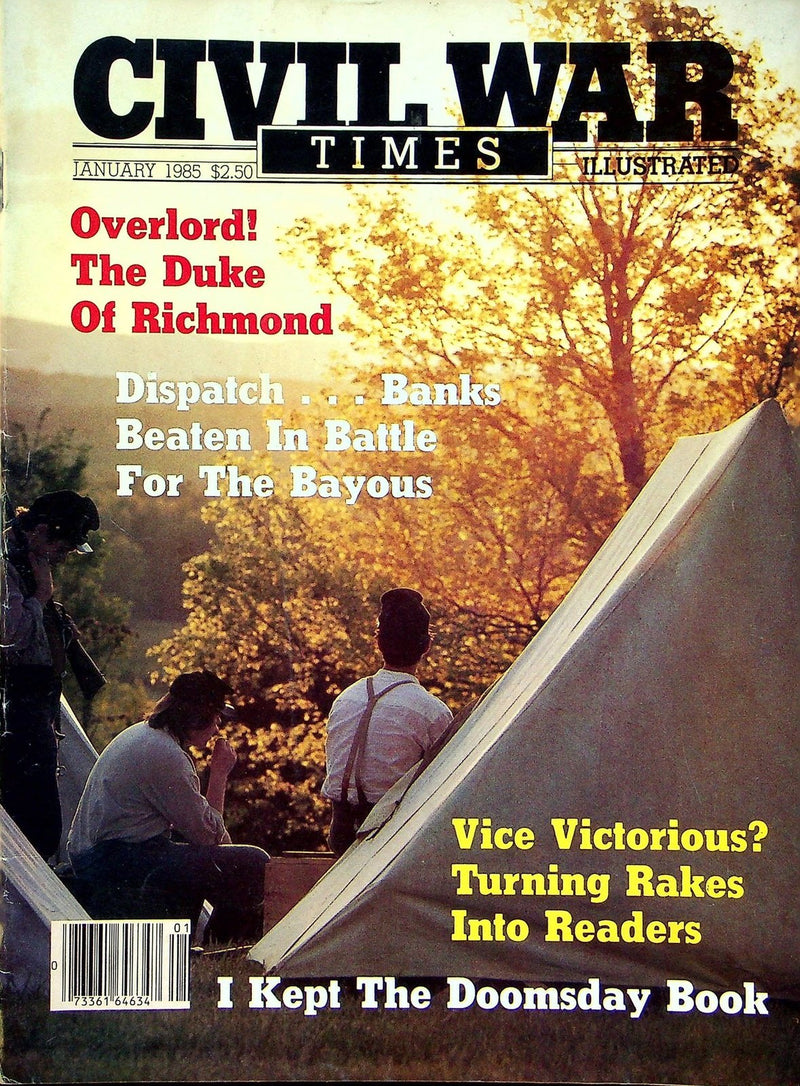 CIVIL WAR
TIMES
JANUARY 1985 $2.50
ILLUSTRATED
Overlord!
The Duke
Of Richmond
Dispatch . . . Banks
Beaten In Battle
For The Bayous
Vice Victorious?
Turning Rakes
Into Readers
I Kept The Doomsday Book
01
0
73361 64634